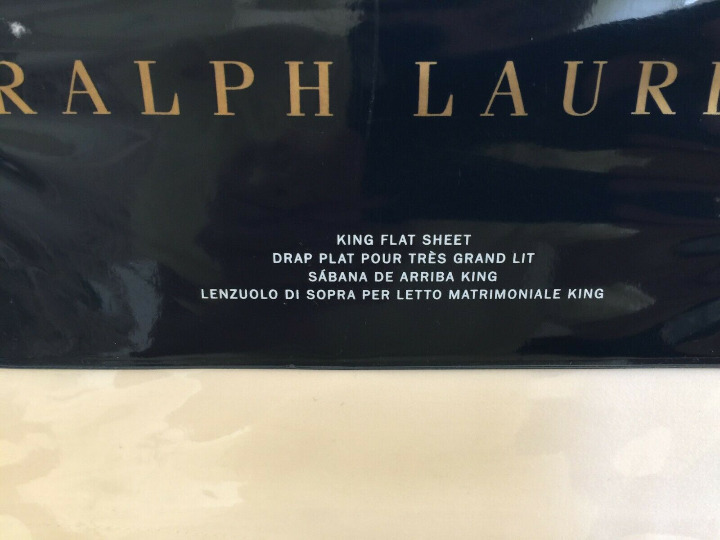 RALPH LAURE
KING FLAT SHEET
DRAP PLAT POUR TRÈS GRAND LIT
SÁBANA DE ARRIBA KING
LENZUOLO DI SOPRA PER LETTO MATRIMONIALE KING